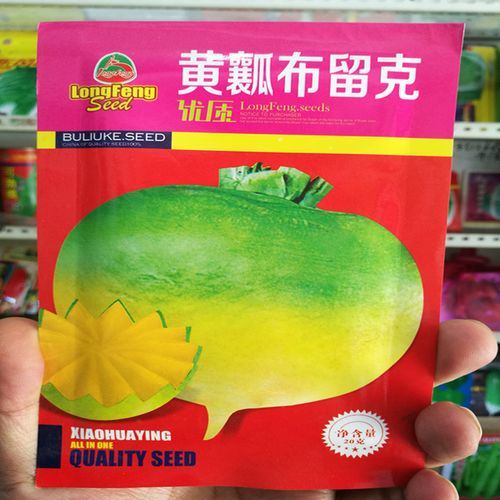 LongFeng
LongFeng
Seed
黄瓤布留克
优质
LongFeng.seeds
NOTICE TO PURCHASER
BULIUKE.SEED
CHINA OF QUALITY SEED100%
XIAOHUAYING
ALL IN ONE
QUALITY SEED
净含量
20克